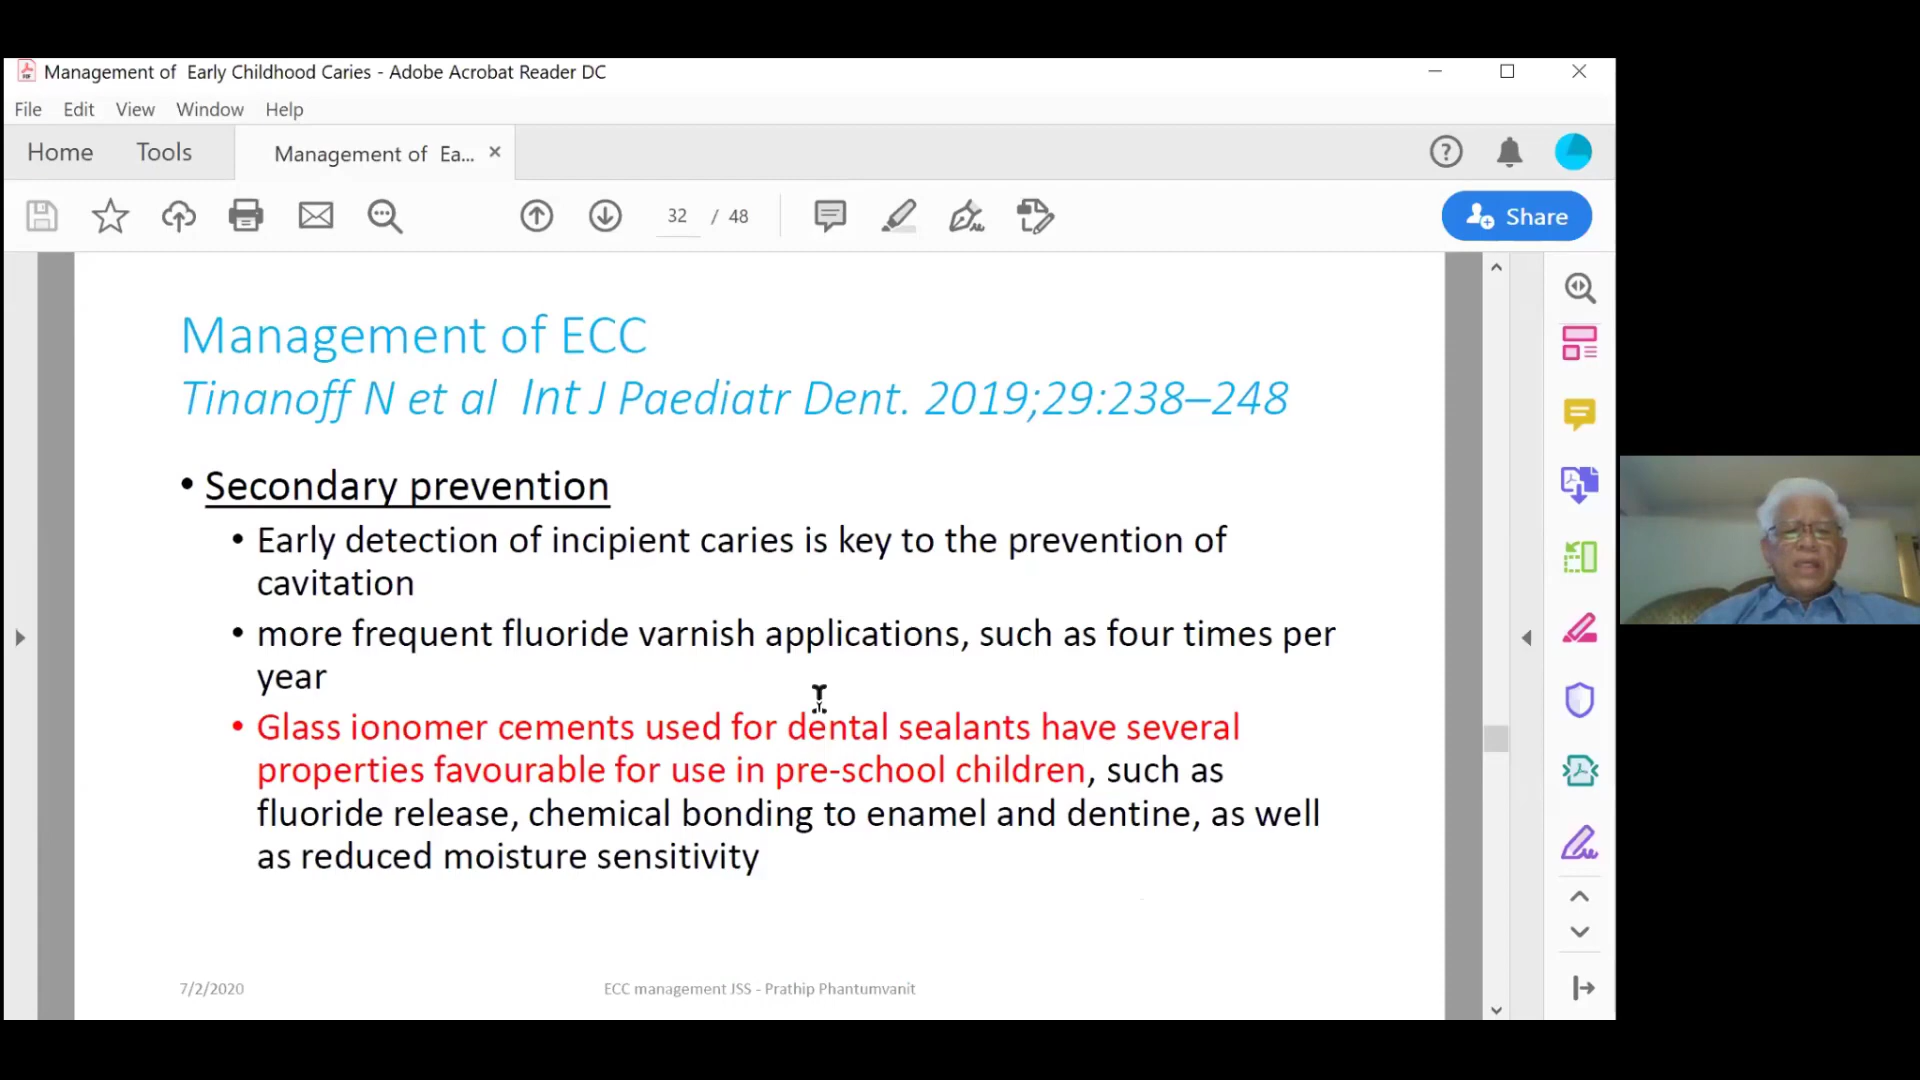 Management of  Early Childhood Caries - Adobe Acrobat Reader DC
File Edit View Window Help
Home Tools Management of  Ea... ×
32 / 48 Share
Management of ECC
Tinanoff N et al  Int J Paediatr Dent. 2019;29:238–248
• Secondary prevention
• Early detection of incipient caries is key to the prevention of
cavitation
• more frequent fluoride varnish applications, such as four times per
year
• Glass ionomer cements used for dental sealants have several
properties favourable for use in pre-school children, such as
fluoride release, chemical bonding to enamel and dentine, as well
as reduced moisture sensitivity
7/2/2020 ECC management JSS - Prathip Phantumvanit